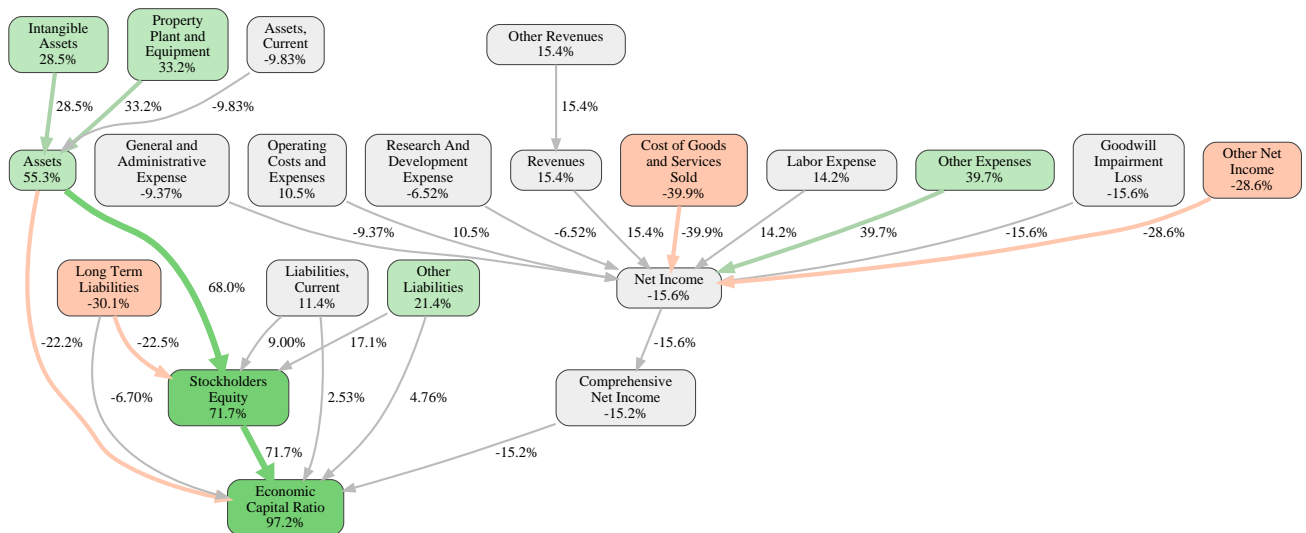 Intangible
Assets
28.5%
Property
Plant and
Equipment
33.2%
Assets,
Current
-9.83%
Other Revenues
15.4%
28.5%
33.2%
-9.83%
15.4%
Assets
55.3%
General and
Administrative
Expense
-9.37%
Operating
Costs and
Expenses
10.5%
Research And
Development
Expense
-6.52%
Revenues
15.4%
Cost of Goods
and Services
Sold
-39.9%
Labor Expense
14.2%
Other Expenses
39.7%
Goodwill
Impairment
Loss
-15.6%
Other Net
Income
-28.6%
-9.37%
10.5%
-6.52%
15.4%
-39.9%
14.2%
39.7%
-15.6%
-28.6%
Long Term
Liabilities
-30.1%
68.0%
Liabilities,
Current
11.4%
Other
Liabilities
21.4%
Net Income
-15.6%
-22.2%
-22.5%
9.00%
17.1%
-15.6%
-6.70%
Stockholders
Equity
71.7%
2.53%
4.76%
Comprehensive
Net Income
-15.2%
71.7%
-15.2%
Economic
Capital Ratio
97.2%